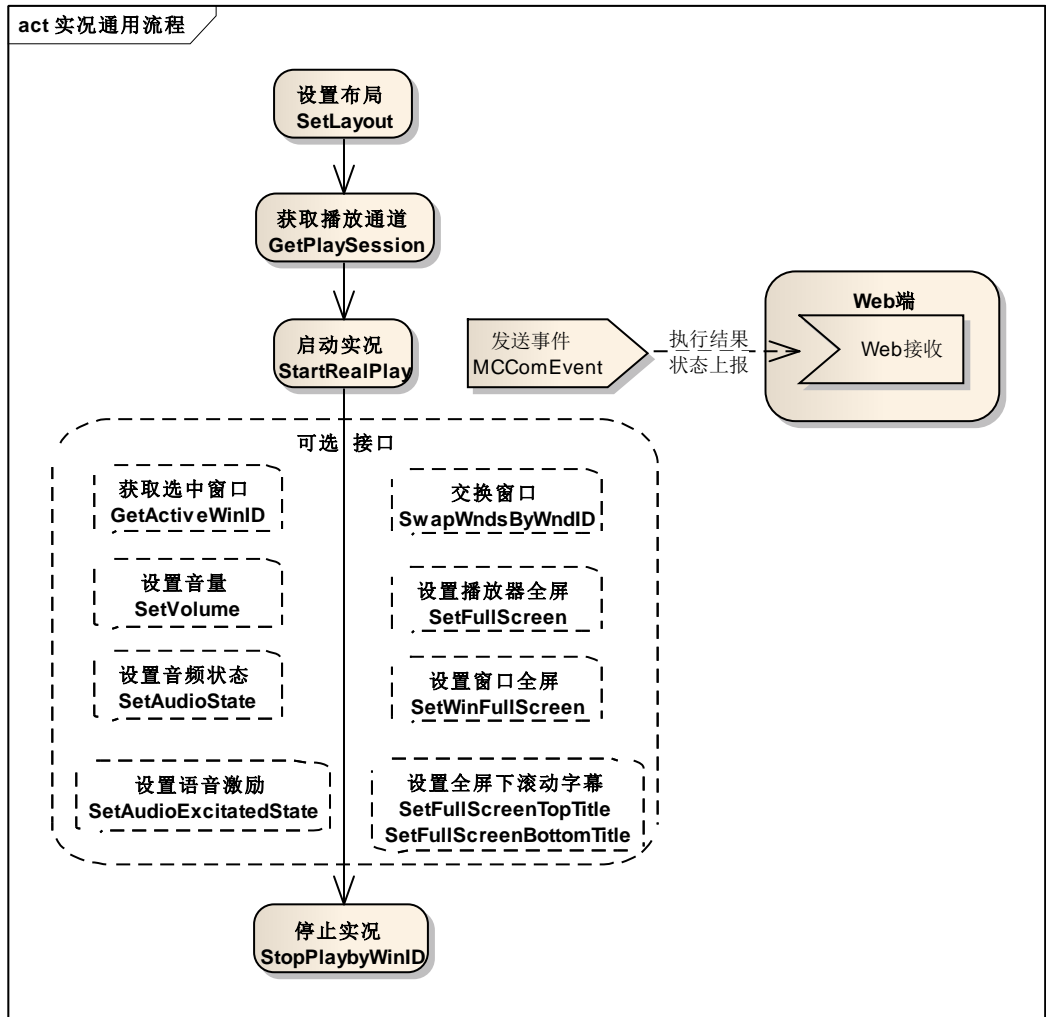 act 实况通用流程
设置布局
SetLayout
获取播放通道
GetPlaySession
启动实况
StartRealPlay
发送事件
MCComEvent
执行结果
状态上报
Web端
Web接收
可选 接口
获取选中窗口
GetActiveWinID
交换窗口
SwapWndsByWndID
设置音量
SetVolume
设置播放器全屏
SetFullScreen
设置音频状态
SetAudioState
设置窗口全屏
SetWinFullScreen
设置语音激励
SetAudioExcitatedState
设置全屏下滚动字幕
SetFullScreenTopTitle
SetFullScreenBottomTitle
停止实况
StopPlaybyWinID